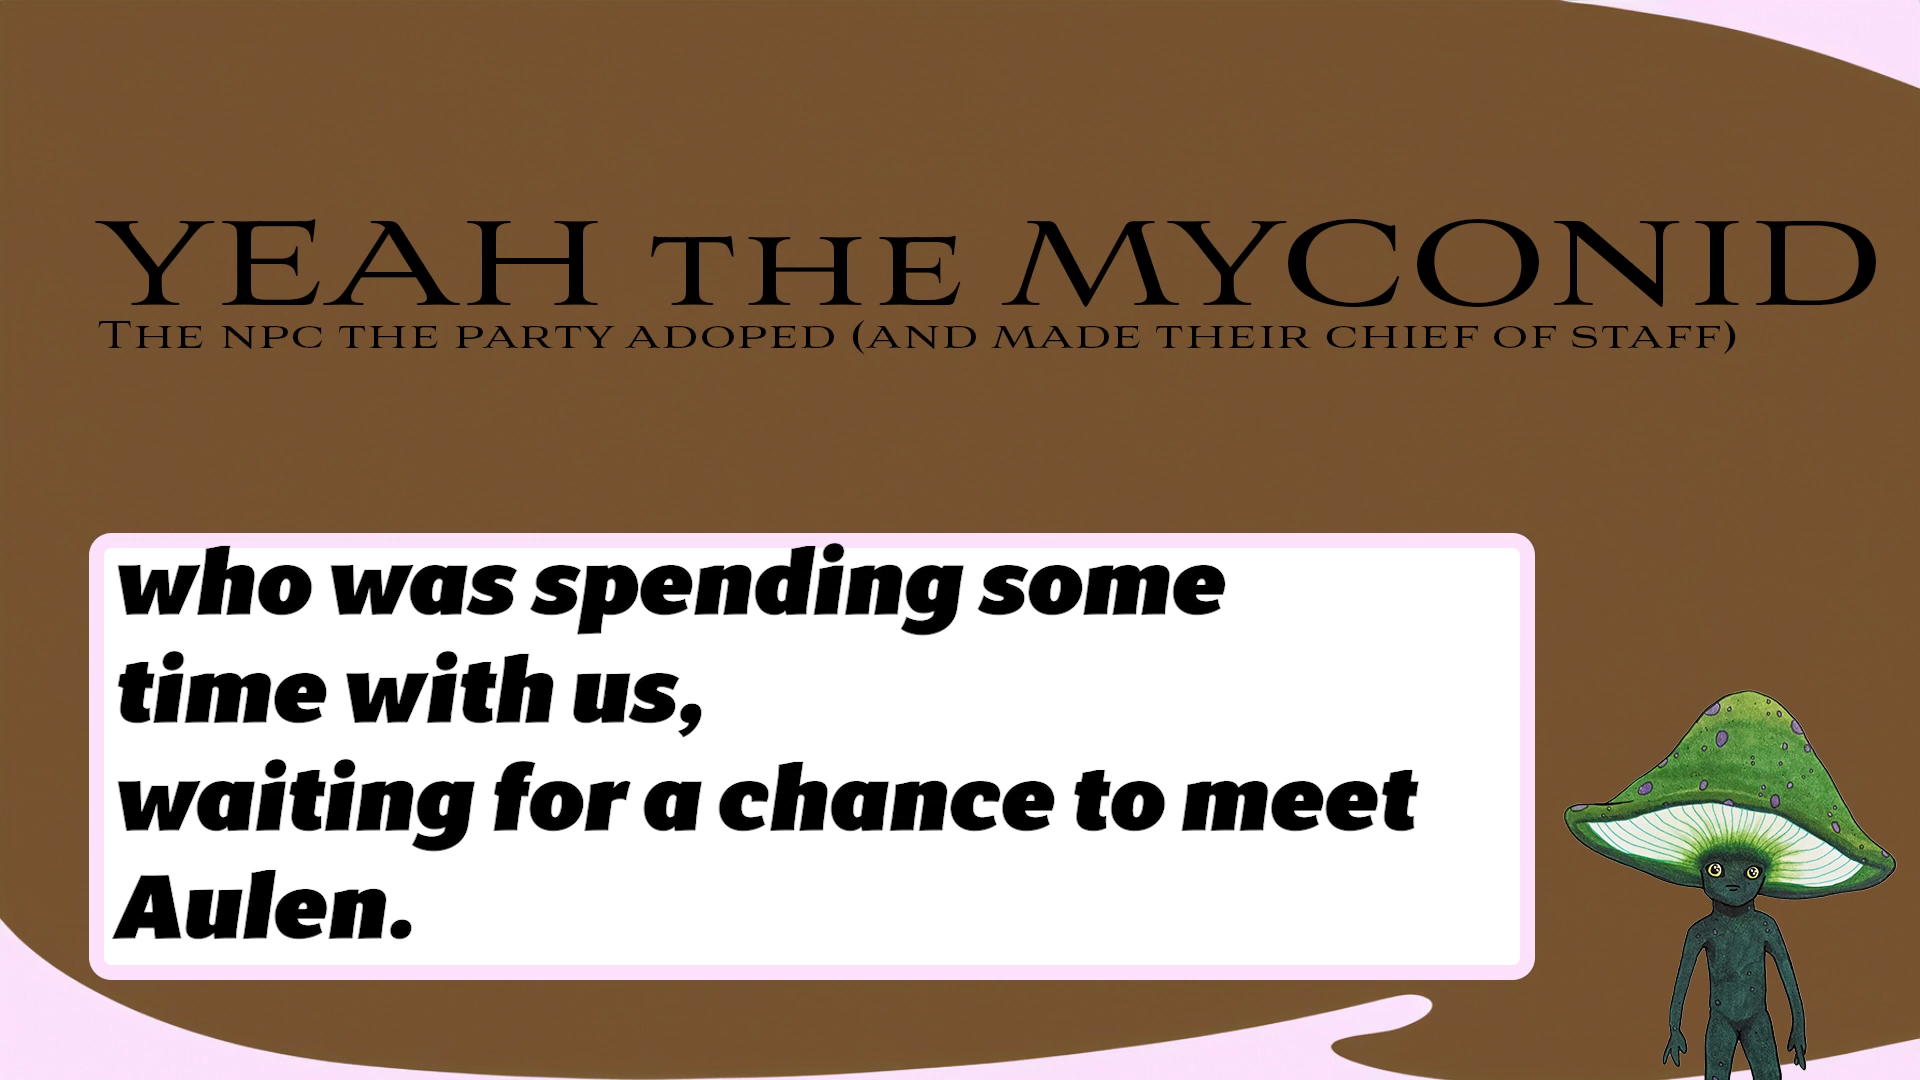 YEAH THE MYCONID
THE NPC THE PARTY ADOPED (AND MADE THEIR CHIEF OF STAFF)
who was spending some
time with us,
waiting for a chance to meet
Aulen.